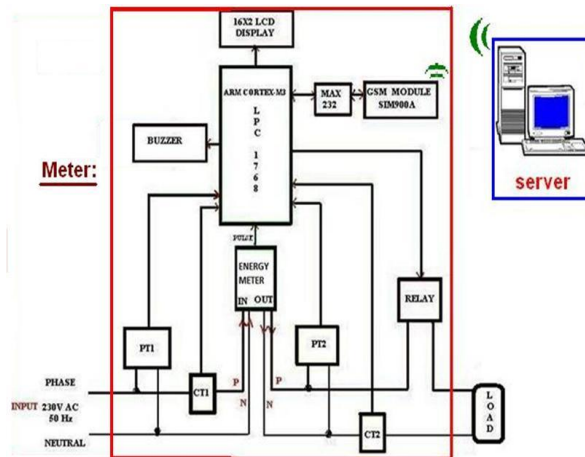 16X2 LCD
DISPLAY
ARM CORTEX-M3
L
P
C
1
7
6
8
MAX
232
GSM MODULE
SIM900A
BUZZER
Meter:
server
PULSE
ENERGY
METER
IN OUT
RELAY
PT1
PT2
PHASE
INPUT 230V AC
50 Hz
NEUTRAL
CT1
P
N
P
N
CT2
L
O
A
D